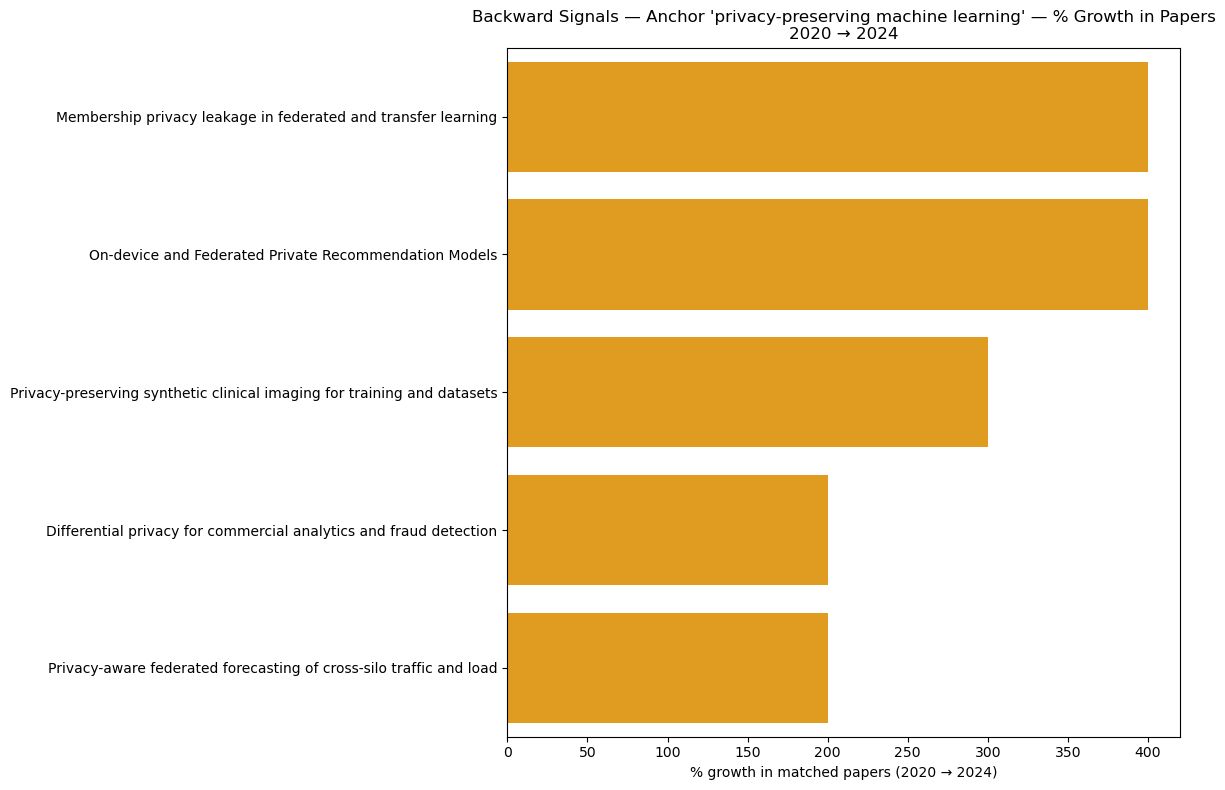 Backward Signals — Anchor 'privacy-preserving machine learning' — % Growth in Papers
2020 → 2024
Membership privacy leakage in federated and transfer learning
On-device and Federated Private Recommendation Models
Privacy-preserving synthetic clinical imaging for training and datasets
Differential privacy for commercial analytics and fraud detection
Privacy-aware federated forecasting of cross-silo traffic and load
0 50 100 150 200 250 300 350 400
% growth in matched papers (2020 → 2024)